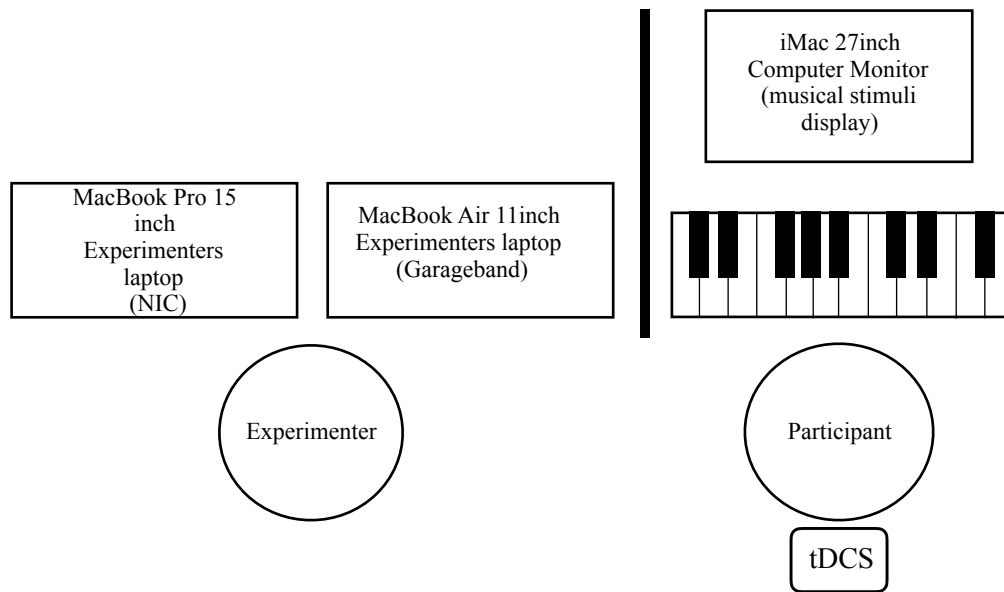 iMac 27inch
Computer Monitor
(musical stimuli
display)
MacBook Pro 15
inch
Experimenters
laptop
(NIC)
MacBook Air 11inch
Experimenters laptop
(Garageband)
Experimenter
Participant
tDCS